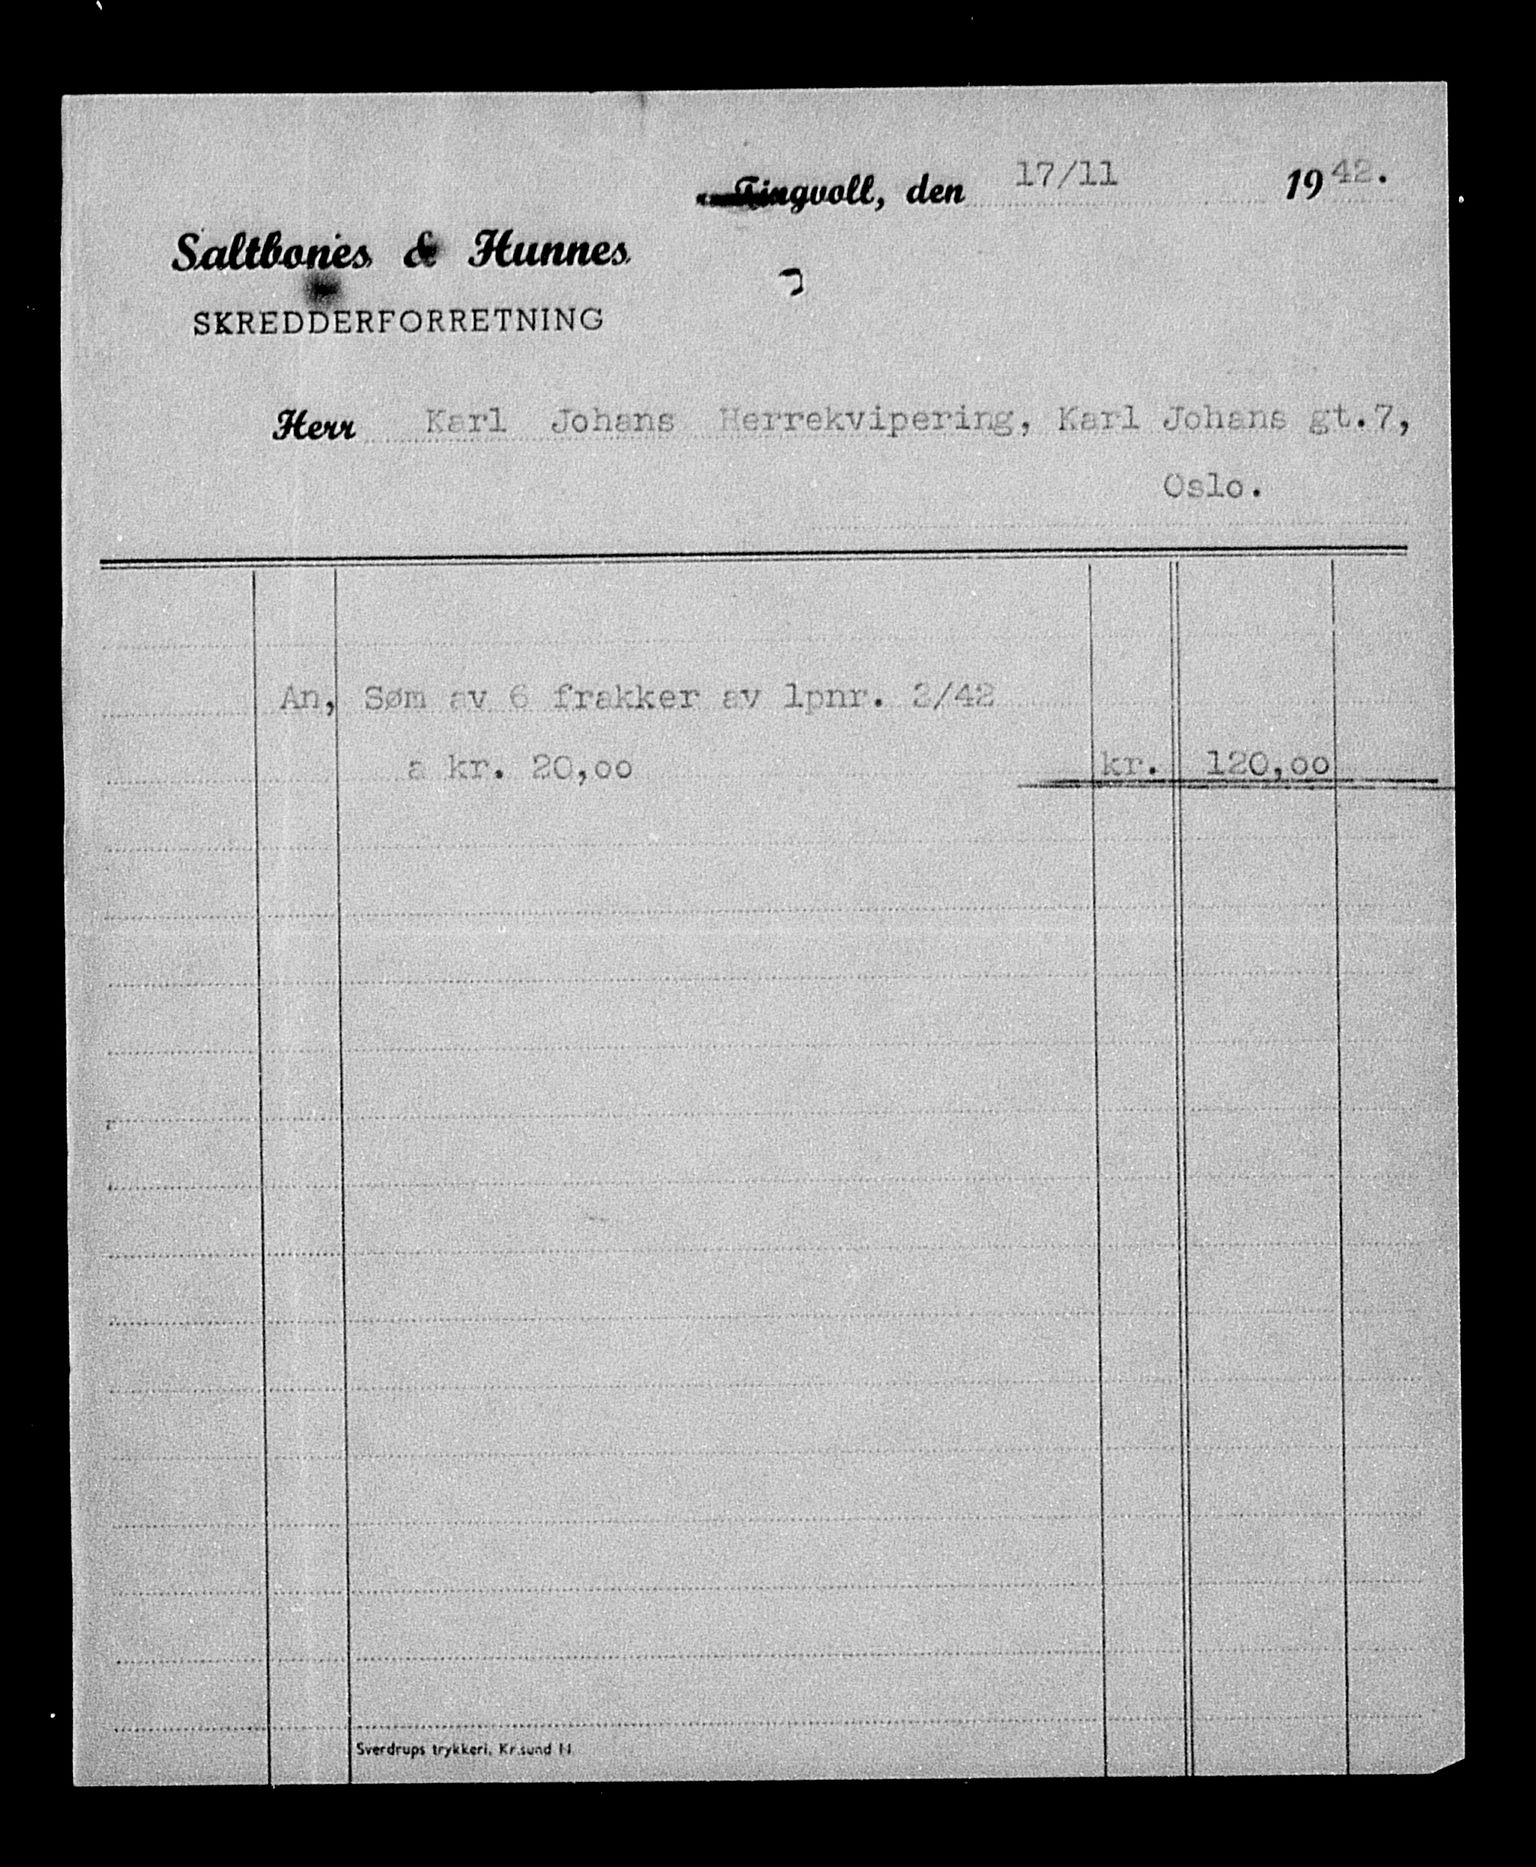 Tingvoll, den 17/11 1942.
Saltbones & Hunnes
SKREDDERFORRETNING
Herr Karl Johans Herrekvipering, Karl Johans gt.7,
Oslo.
An, Søm av 6 frakker av lpnr. 2/42
a kr. 20,oo kr. 120,oo
Sverdrups trykkeri, Kr.sund N.